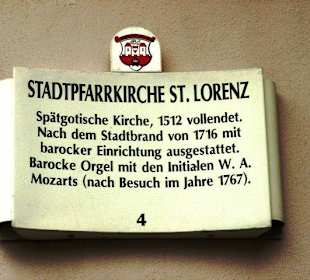 STADTPFARRKIRCHE ST. LORENZ
Spätgotische Kirche, 1512 vollendet.
Nach dem Stadtbrand von 1716 mit
barocker Einrichtung ausgestattet.
Barocke Orgel mit den Initialen W. A.
Mozarts (nach Besuch im Jahre 1767).
4